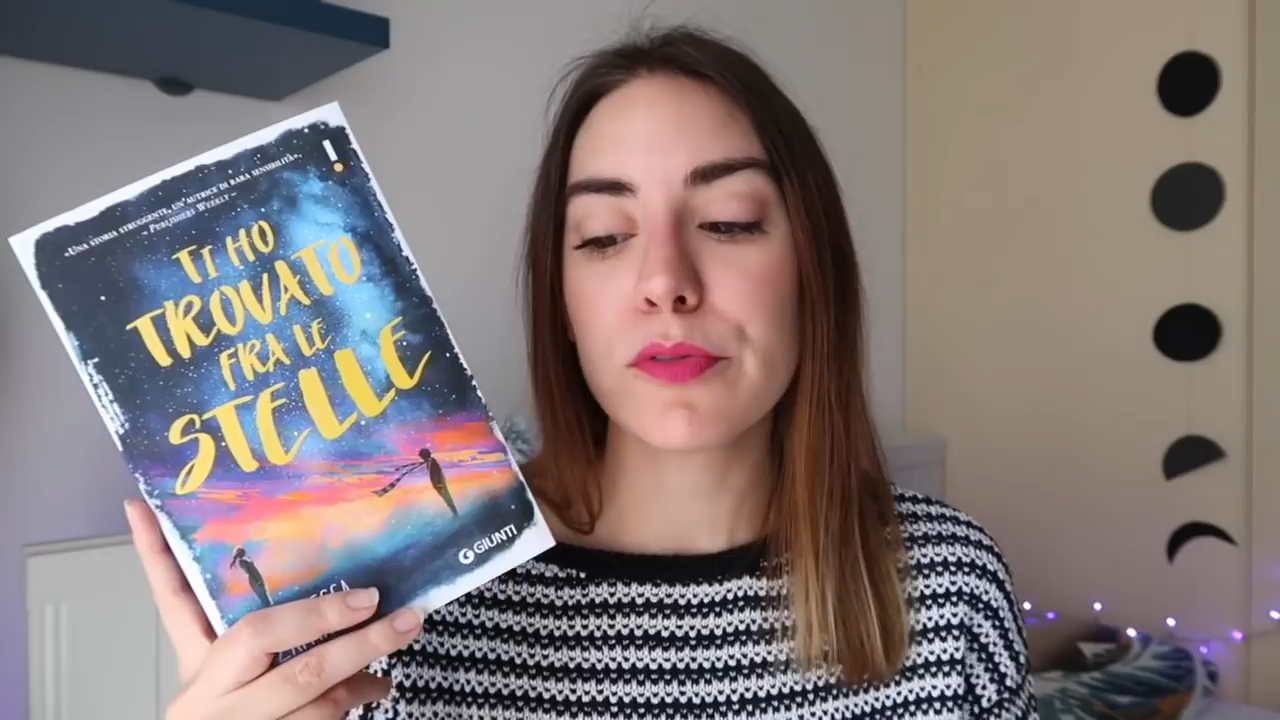 «Una storia struggente, un'autrice di rara sensibilità».
– Publishers Weekly –
TI HO
TROVATO
FRA LE
STELLE
GIUNTI